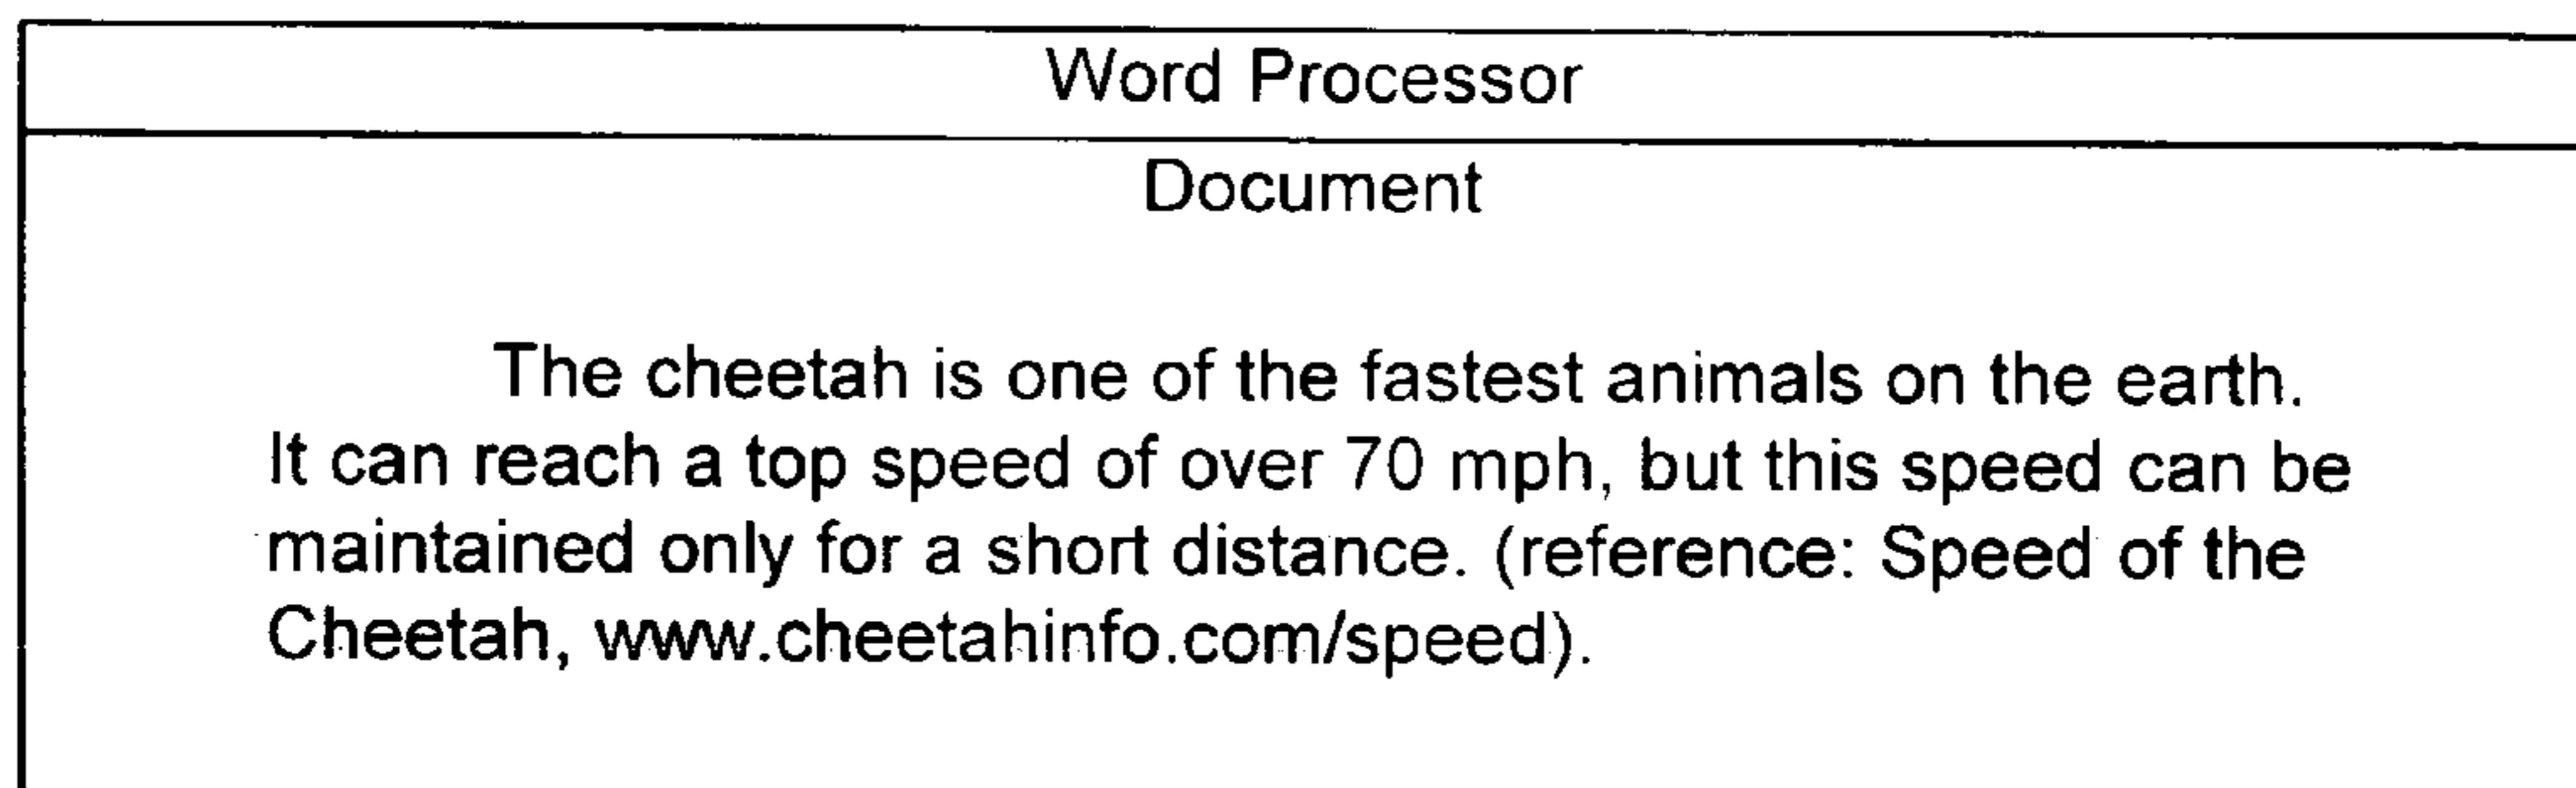 Word Processor
Document
The cheetah is one of the fastest animals on the earth.
It can reach a top speed of over 70 mph, but this speed can be
maintained only for a short distance. (reference: Speed of the
Cheetah, www.cheetahinfo.com/speed).